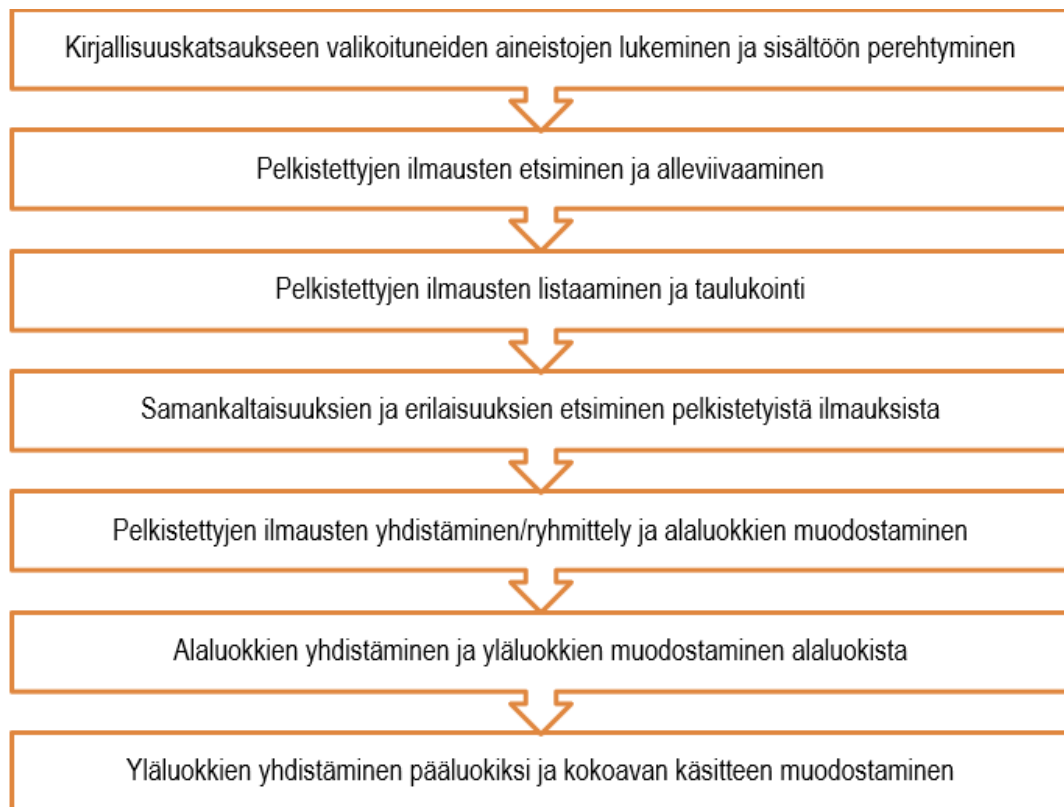 Kirjallisuuskatsaukseen valikoituneiden aineistojen lukeminen ja sisältöön perehtyminen
Pelkistettyjen ilmausten etsiminen ja alleviivaaminen
Pelkistettyjen ilmausten listaaminen ja taulukointi
Samankaltaisuuksien ja erilaisuuksien etsiminen pelkistetyistä ilmauksista
Pelkistettyjen ilmausten yhdistäminen/ryhmittely ja alaluokkien muodostaminen
Alaluokkien yhdistäminen ja yläluokkien muodostaminen alaluokista
Yläluokkien yhdistäminen pääluokiksi ja kokoavan käsitteen muodostaminen